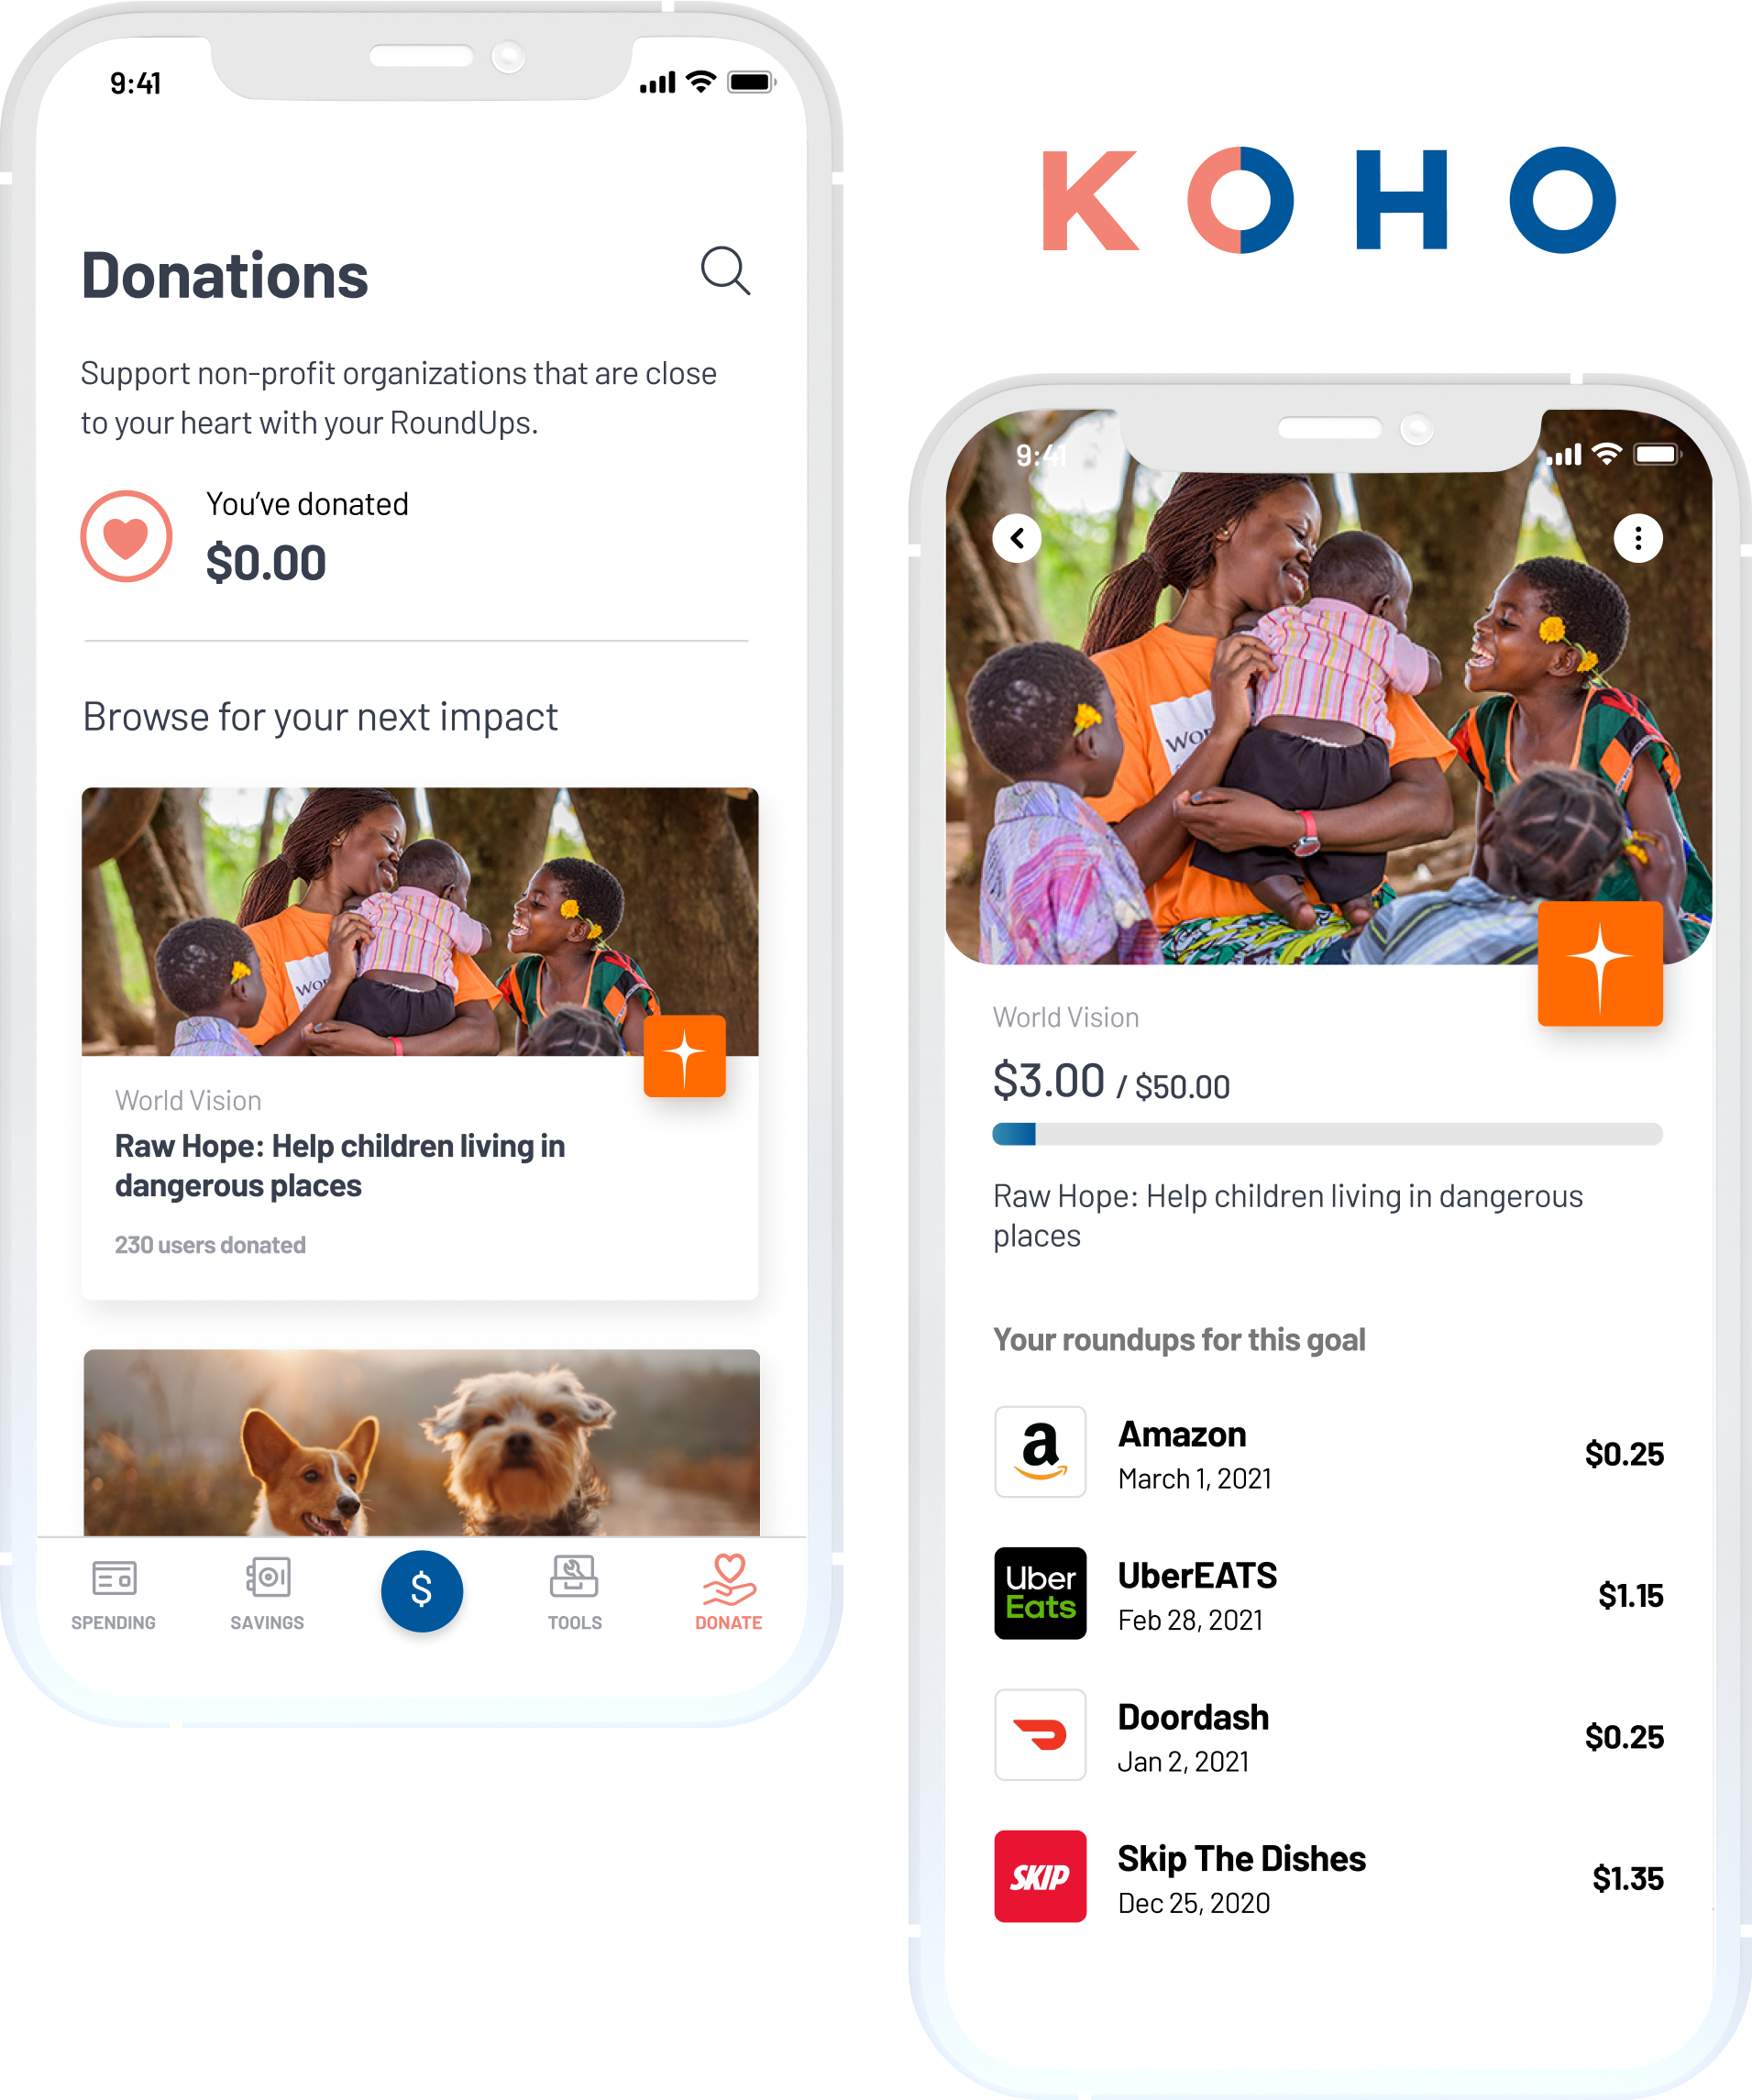 9:41
Donations
Support non-profit organizations that are close
to your heart with your RoundUps.
You've donated
$0.00
Browse for your next impact
World Vision
Raw Hope: Help children living in
dangerous places
230 users donated
SPENDING
SAVINGS
$
TOOLS
DONATE
KOHO
9:41
World Vision
$3.00 / $50.00
Raw Hope: Help children living in dangerous
places
Your roundups for this goal
a
Amazon
March 1, 2021
$0.25
Uber
Eats
UberEATS
Feb 28, 2021
$1.15
Doordash
Jan 2, 2021
$0.25
SKIP
Skip The Dishes
Dec 25, 2020
$1.35